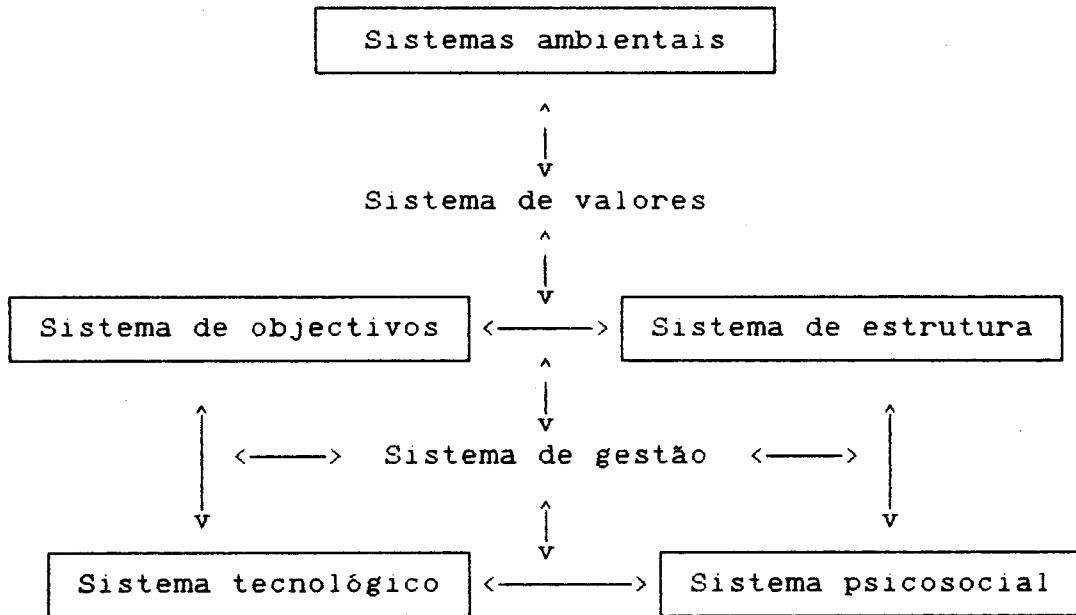 Sistemas ambientais
Sistema de valores
Sistema de objectivos <——> Sistema de estrutura
<——> Sistema de gestão <——>
Sistema tecnológico <——> Sistema psicosocial